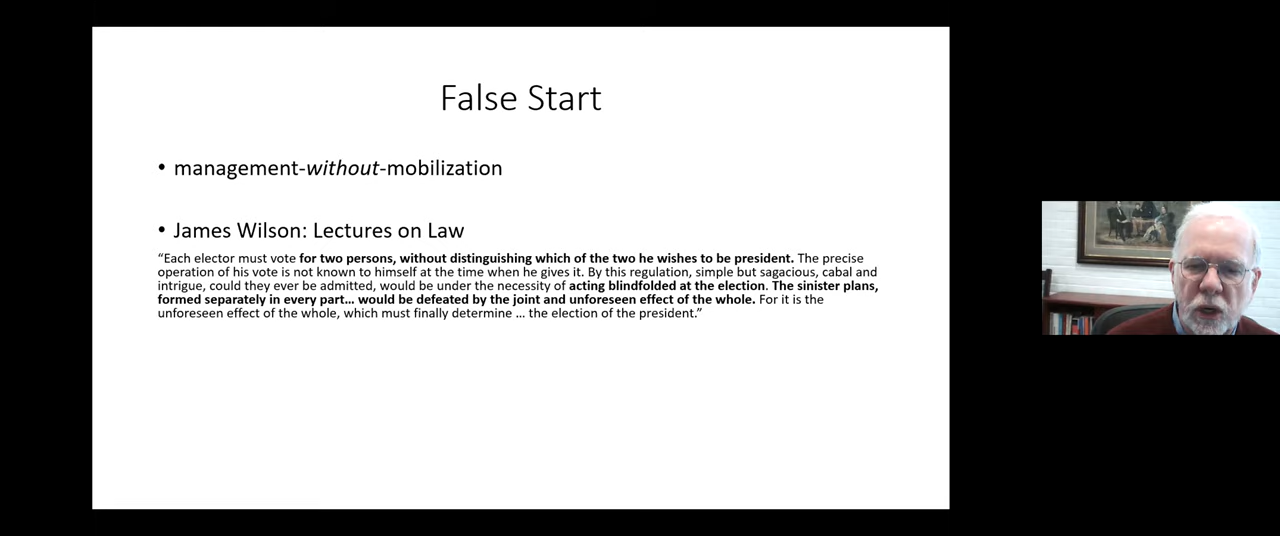 False Start
• management-without-mobilization
• James Wilson: Lectures on Law
“Each elector must vote for two persons, without distinguishing which of the two he wishes to be president. The precise
operation of his vote is not known to himself at the time when he gives it. By this regulation, simple but sagacious, cabal and
intrigue, could they ever be admitted, would be under the necessity of acting blindfolded at the election. The sinister plans,
formed separately in every part… would be defeated by the joint and unforeseen effect of the whole. For it is the
unforeseen effect of the whole, which must finally determine … the election of the president.”